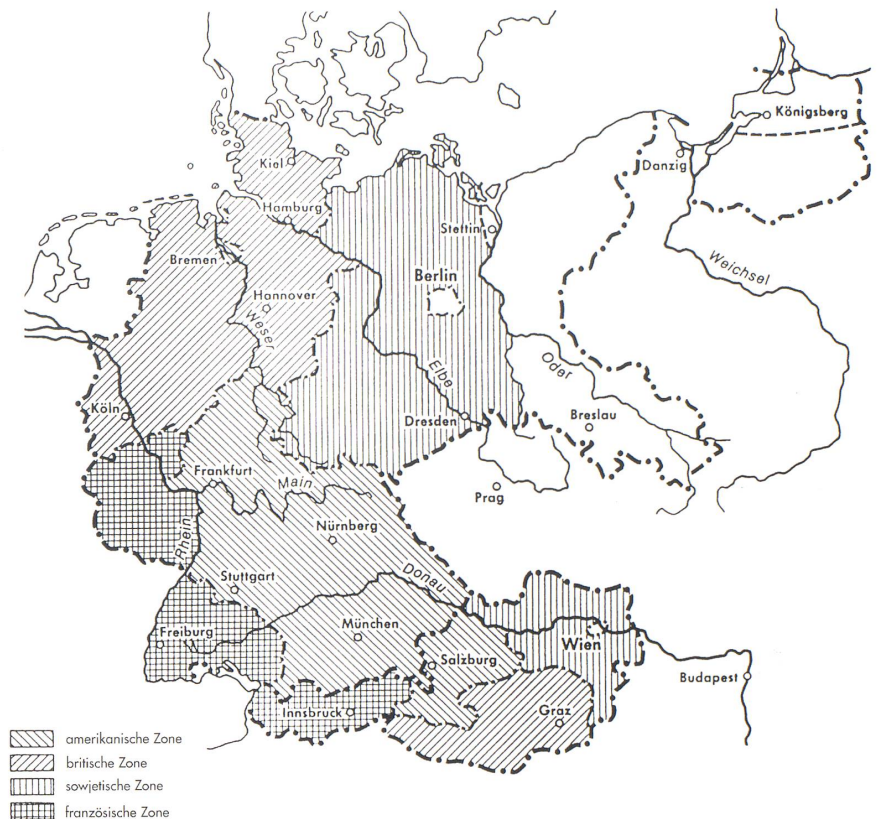 Königsberg
Danzig
Kiel
Hamburg
Stettin
Bremen
Weichsel
Berlin
Hannover
Weser
Elbe
Oder
Köln
Dresden
Breslau
Frankfurt
Main
Prag
Nürnberg
Rhein
Stuttgart
Donau
Freiburg
München
Wien
Salzburg
Budapest
Innsbruck
Graz
amerikanische Zone
britische Zone
sowjetische Zone
französische Zone